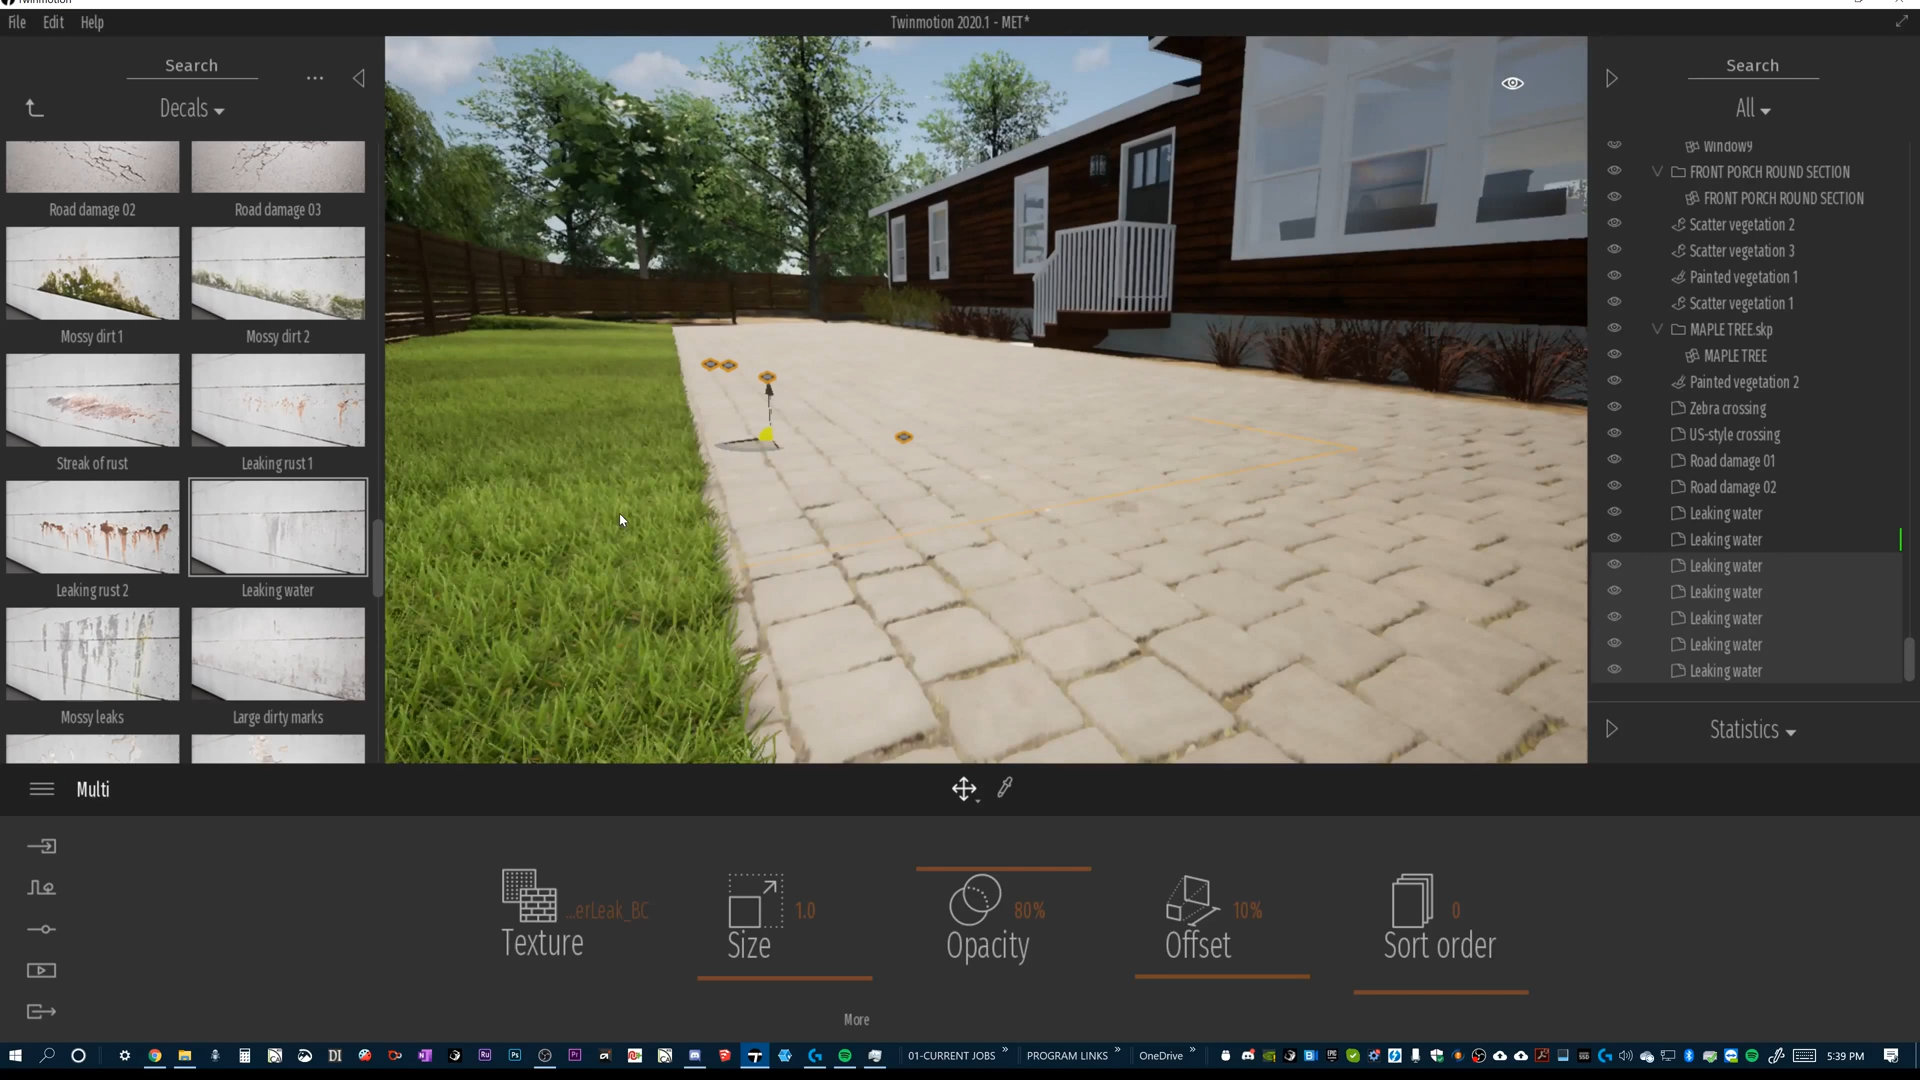 Twinmotion
File Edit Help
Twinmotion 2020.1 - MET*
Search
...
Decals
Road damage 02
Road damage 03
Mossy dirt 1
Mossy dirt 2
Streak of rust
Leaking rust 1
Leaking rust 2
Leaking water
Mossy leaks
Large dirty marks
Search
All
Window9
FRONT PORCH ROUND SECTION
FRONT PORCH ROUND SECTION
Scatter vegetation 2
Scatter vegetation 3
Painted vegetation 1
Scatter vegetation 1
MAPLE TREE.skp
MAPLE TREE
Painted vegetation 2
Zebra crossing
US-style crossing
Road damage 01
Road damage 02
Leaking water
Leaking water
Leaking water
Leaking water
Leaking water
Leaking water
Leaking water
Statistics
Multi
...erLeak_BC
Texture
1.0
Size
80%
Opacity
10%
Offset
0
Sort order
More
DI
Ru
Ps
Pr
01-CURRENT JOBS
PROGRAM LINKS
OneDrive
5:39 PM